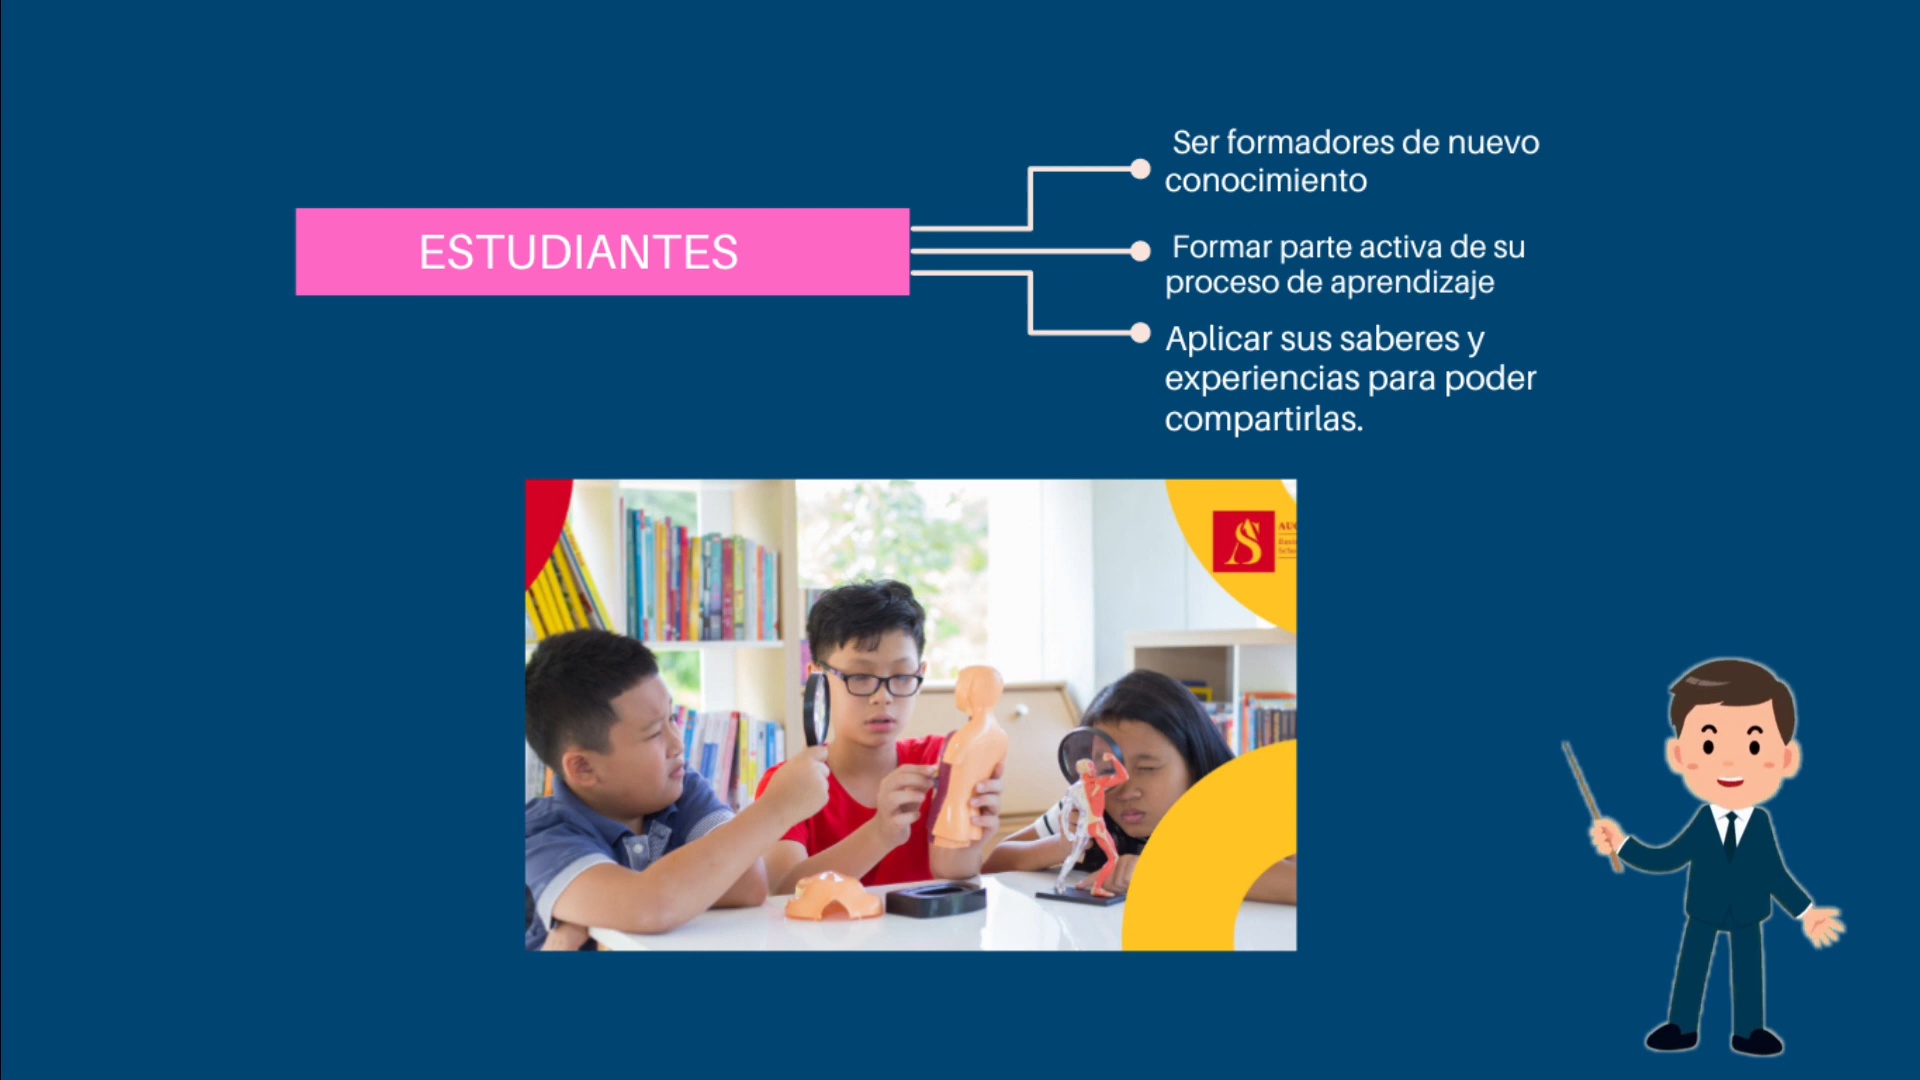 ESTUDIANTES
Ser formadores de nuevo
conocimiento
Formar parte activa de su
proceso de aprendizaje
Aplicar sus saberes y
experiencias para poder
compartirlas.
AS